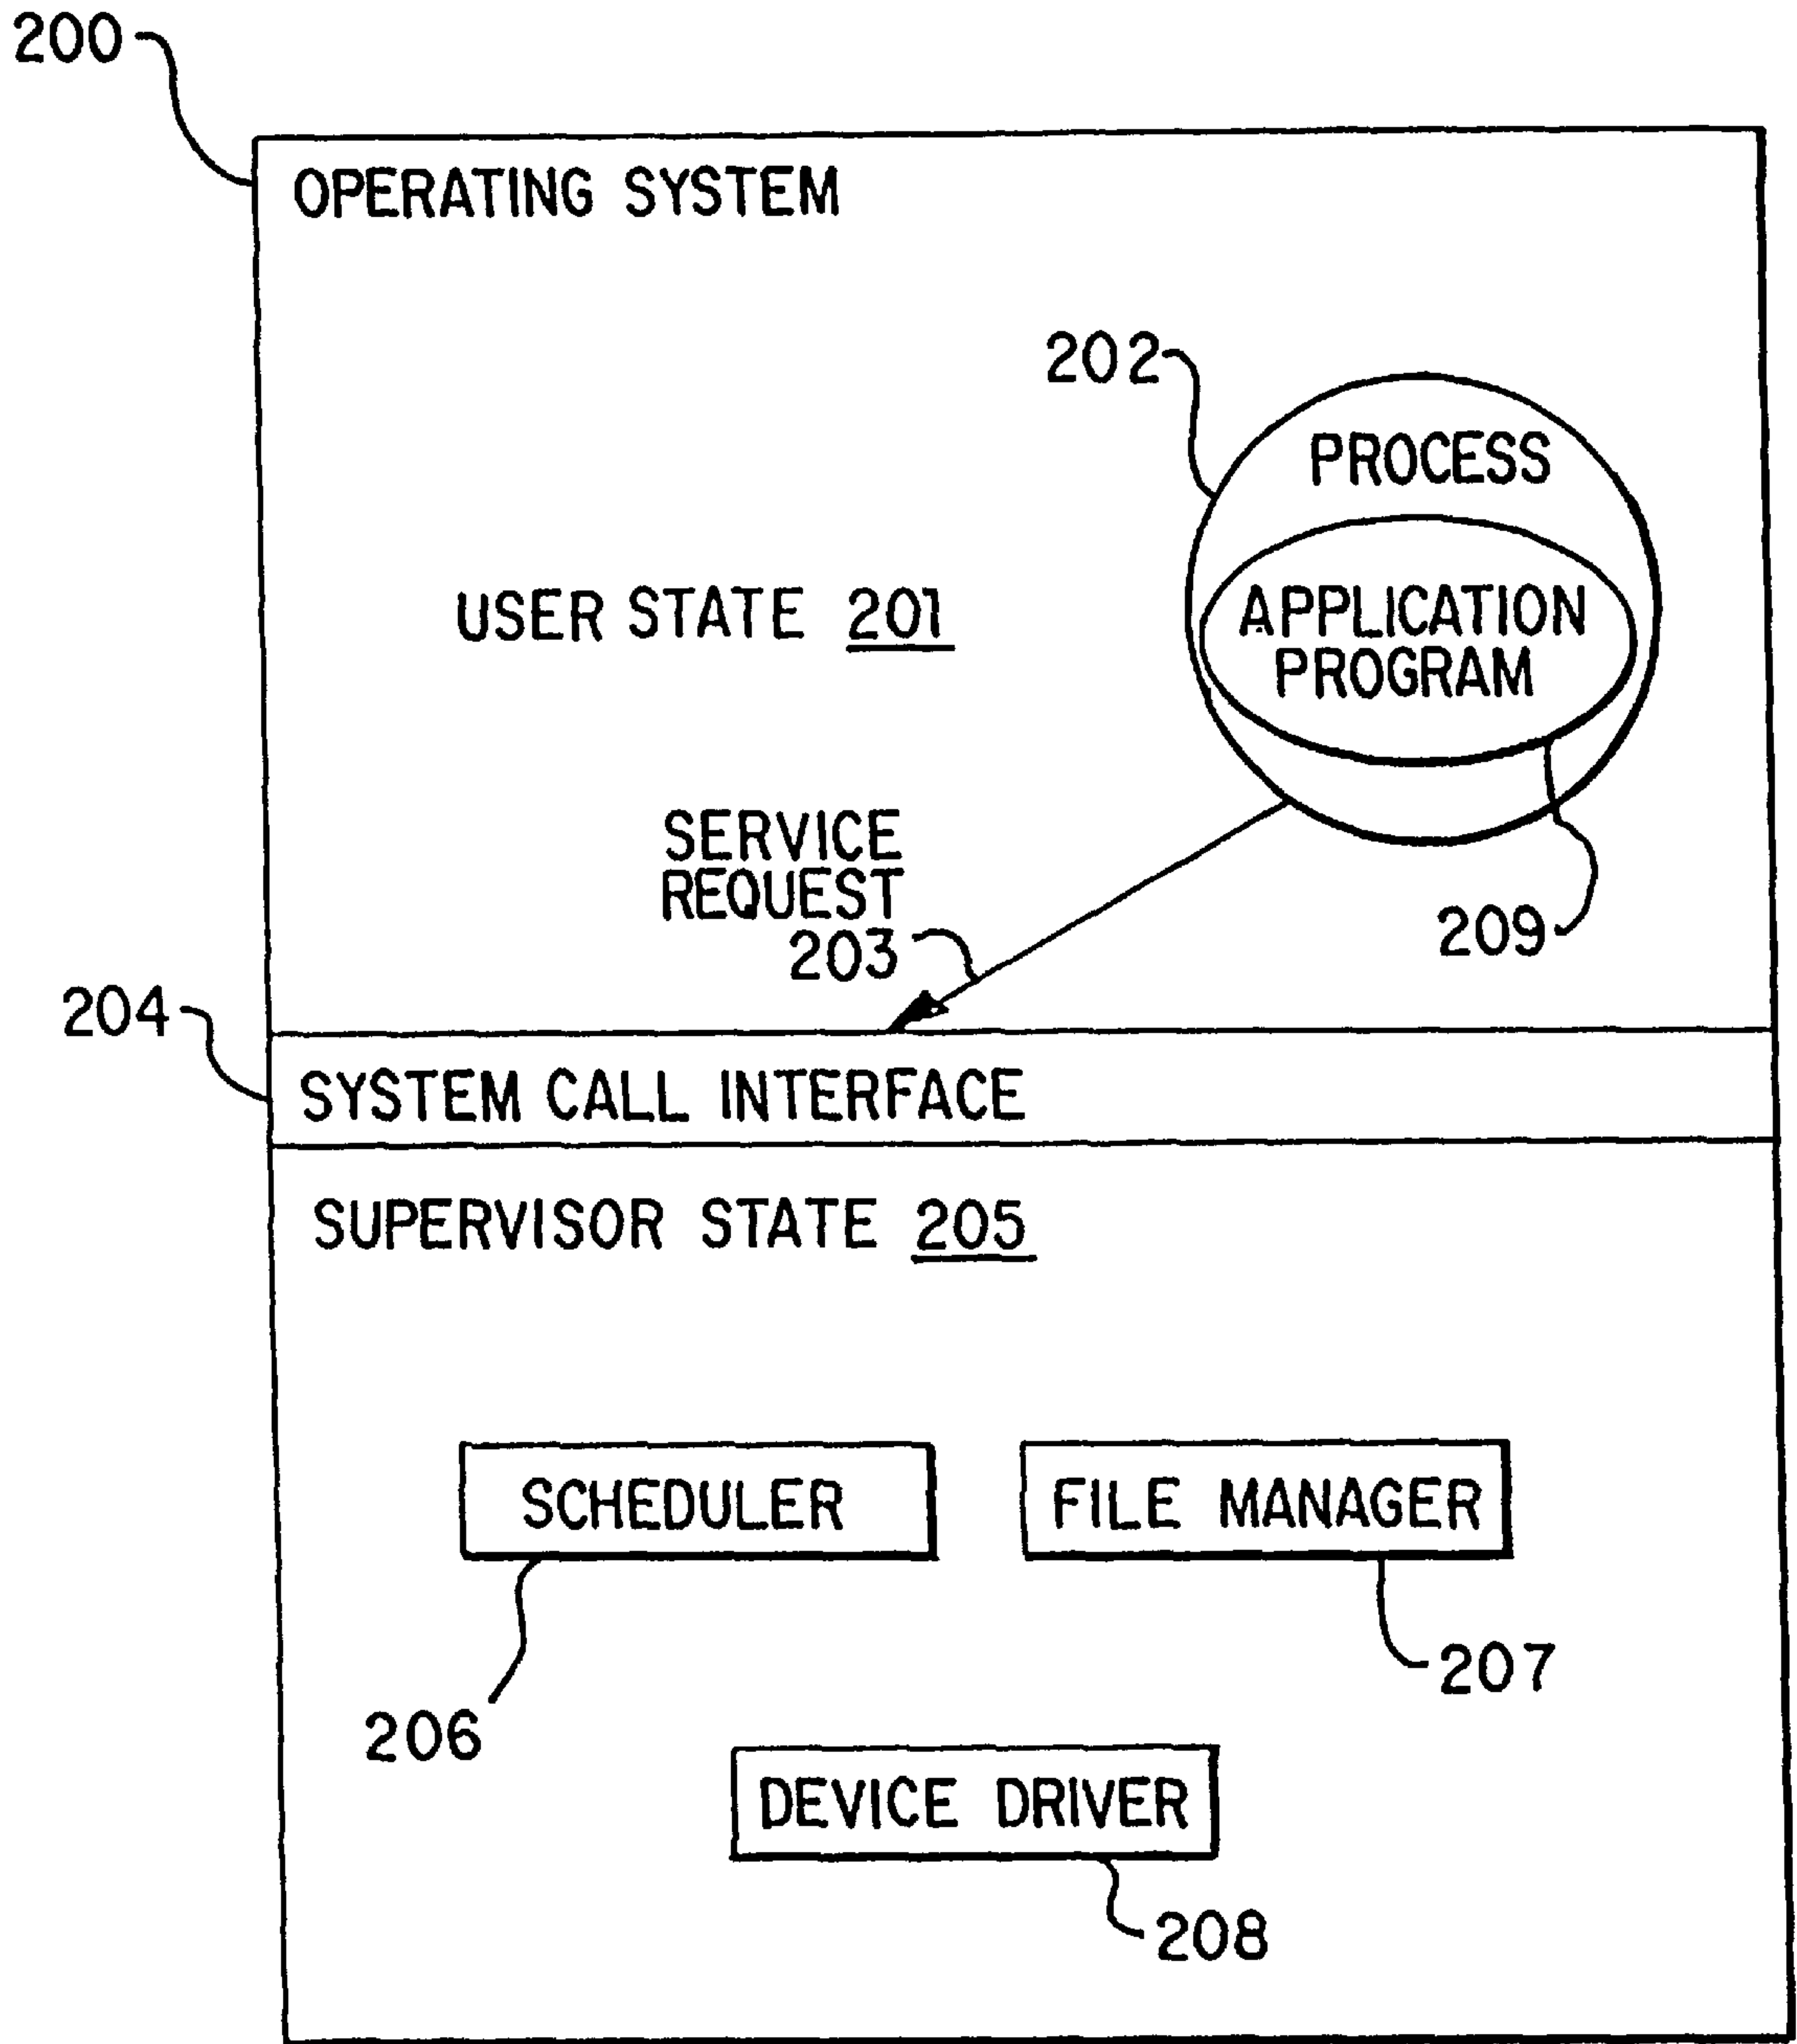 200
OPERATING SYSTEM
202
PROCESS
APPLICATION
PROGRAM
USER STATE 201
SERVICE
REQUEST
203
209
204
SYSTEM CALL INTERFACE
SUPERVISOR STATE 205
SCHEDULER
FILE MANAGER
207
206
DEVICE DRIVER
208